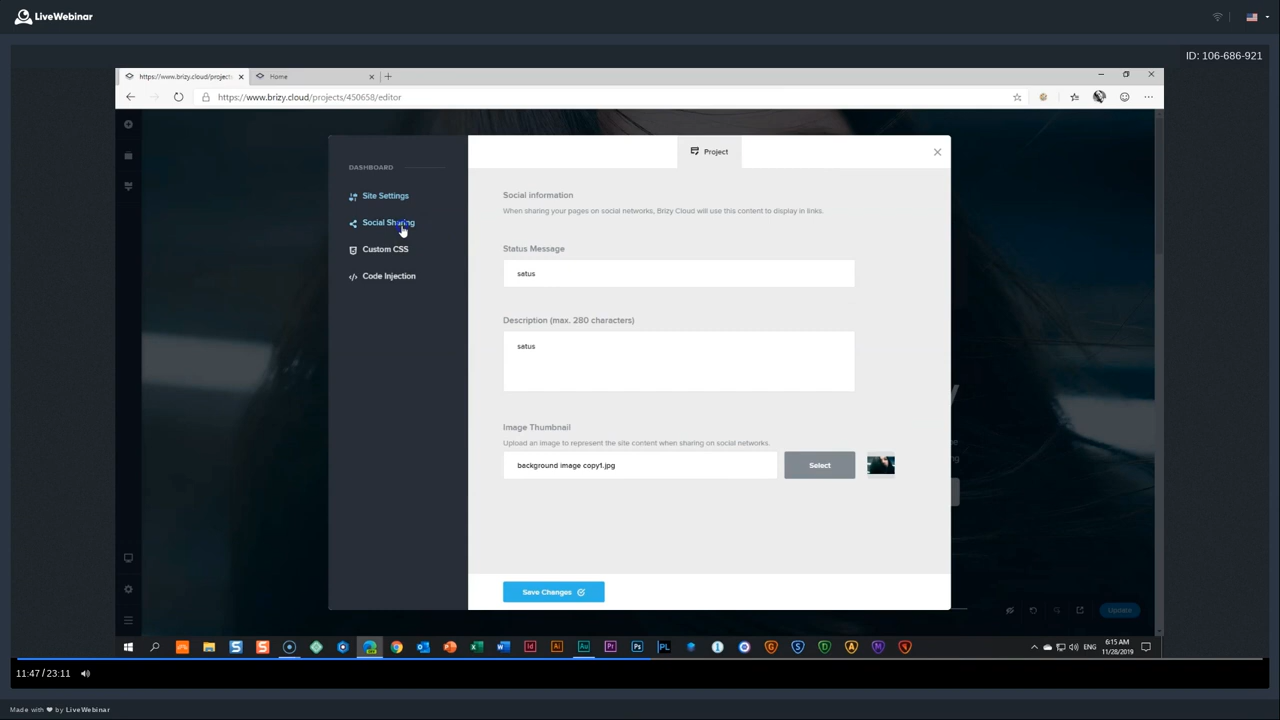 LiveWebinar
ID: 106-686-921
https://www.brizy.cloud/projects
Home
https://www.brizy.cloud/projects/450658/editor
Project
DASHBOARD
Site Settings
Social Sharing
Custom CSS
Code Injection
Social information
When sharing your pages on social networks, Brizy Cloud will use this content to display in links.
Status Message
satus
Description (max. 280 characters)
satus
Image Thumbnail
Upload an image to represent the site content when sharing on social networks.
background image copy1.jpg
Select
Save Changes
Update
ENG
6:15 AM
11/28/2019
11:47 / 23:11
Made with ❤ by LiveWebinar